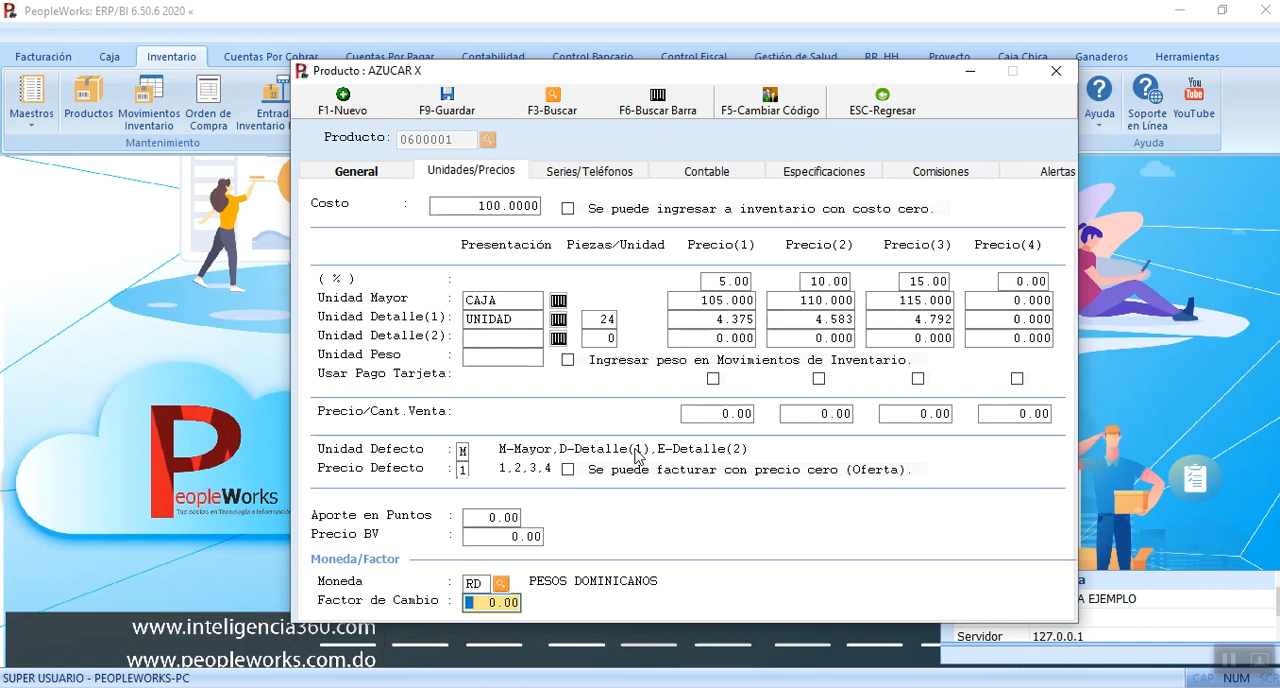 PeopleWorks: ERP/BI 6.50.6 2020 «
Facturación Caja Inventario Cuentas Por Cobrar Cuentas Por Pagar Contabilidad Control Bancario Control Fiscal Gestión de Salud RR. HH Proyecto Caja Chica Ganaderos Herramientas
Maestros Productos Movimientos Inventario Orden de Compra Entrada Inventario
Mantenimiento
Ayuda Soporte en Línea You Tube YouTube
Ayuda
Producto : AZUCAR X
F1-Nuevo F9-Guardar F3-Buscar F6-Buscar Barra F5-Cambiar Código ESC-Regresar
Producto: 0600001
General Unidades/Precios Series/Teléfonos Contable Especificaciones Comisiones Alertas
Costo : 100.0000 Se puede ingresar a inventario con costo cero.
Presentación Piezas/Unidad Precio(1) Precio(2) Precio(3) Precio(4)
( % ) : 5.00 10.00 15.00 0.00
Unidad Mayor : CAJA 105.000 110.000 115.000 0.000
Unidad Detalle(1): UNIDAD 24 4.375 4.583 4.792 0.000
Unidad Detalle(2): 0 0.000 0.000 0.000 0.000
Unidad Peso : Ingresar peso en Movimientos de Inventario.
Usar Pago Tarjeta:
Precio/Cant.Venta: 0.00 0.00 0.00 0.00
Unidad Defecto : M M-Mayor,D-Detalle(1),E-Detalle(2)
Precio Defecto : 1 1,2,3,4 Se puede facturar con precio cero (Oferta).
Aporte en Puntos : 0.00
Precio BV : 0.00
Moneda/Factor
Moneda : RD PESOS DOMINICANOS
Factor de Cambio : 0.00
PeopleWorks
Tus socios en Tecnología e Información
www.inteligencia360.com
www.peopleworks.com.do
a
A EJEMPLO
Servidor 127.0.0.1
SUPER USUARIO - PEOPLEWORKS-PC
CAP NUM SCR